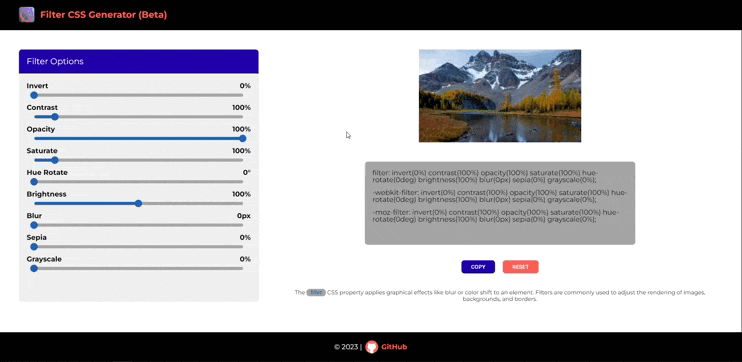 Filter CSS Generator (Beta)
Filter Options
Invert 0%
Contrast 100%
Opacity 100%
Saturate 100%
Hue Rotate 0°
Brightness 100%
Blur 0px
Sepia 0%
Grayscale 0%
filter: invert(0%) contrast(100%) opacity(100%) saturate(100%) hue-
rotate(0deg) brightness(100%) blur(0px) sepia(0%) grayscale(0%);
-webkit-filter: invert(0%) contrast(100%) opacity(100%) saturate(100%) hue-
rotate(0deg) brightness(100%) blur(0px) sepia(0%) grayscale(0%);
-moz-filter: invert(0%) contrast(100%) opacity(100%) saturate(100%) hue-
rotate(0deg) brightness(100%) blur(0px) sepia(0%) grayscale(0%);
COPY RESET
The filter CSS property applies graphical effects like blur or color shift to an element. Filters are commonly used to adjust the rendering of images,
backgrounds, and borders.
© 2023 | GitHub